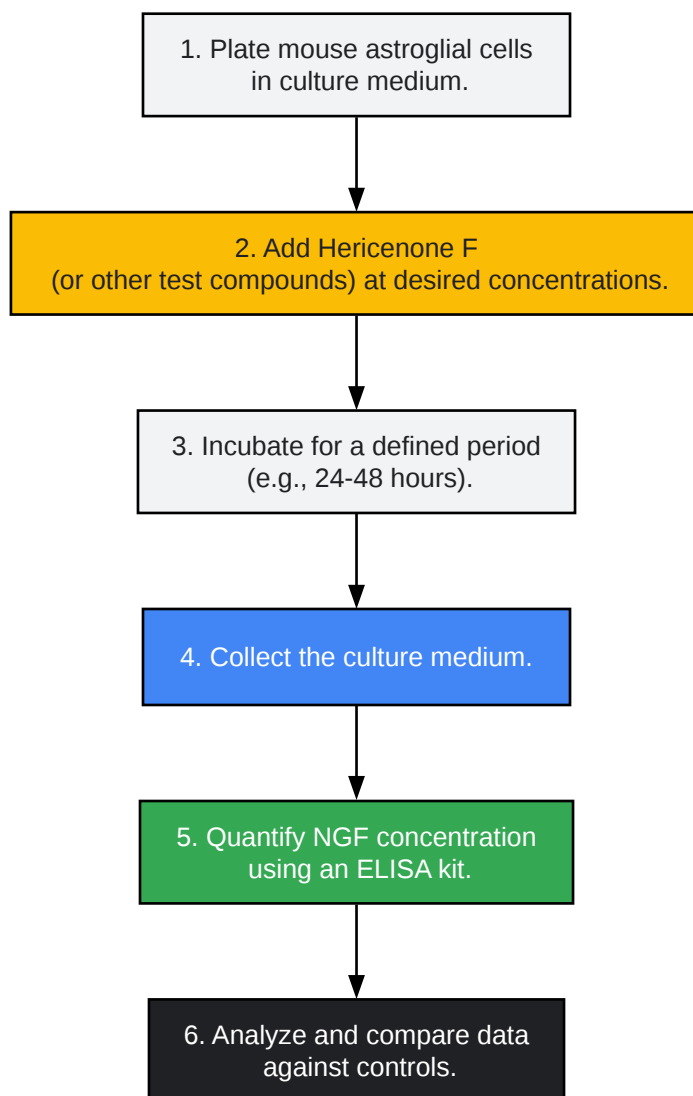 1. Plate mouse astroglial cells
in culture medium.
2. Add Hericenone F
(or other test compounds) at desired concentrations.
3. Incubate for a defined period
(e.g., 24-48 hours).
4. Collect the culture medium.
5. Quantify NGF concentration
using an ELISA kit.
6. Analyze and compare data
against controls.